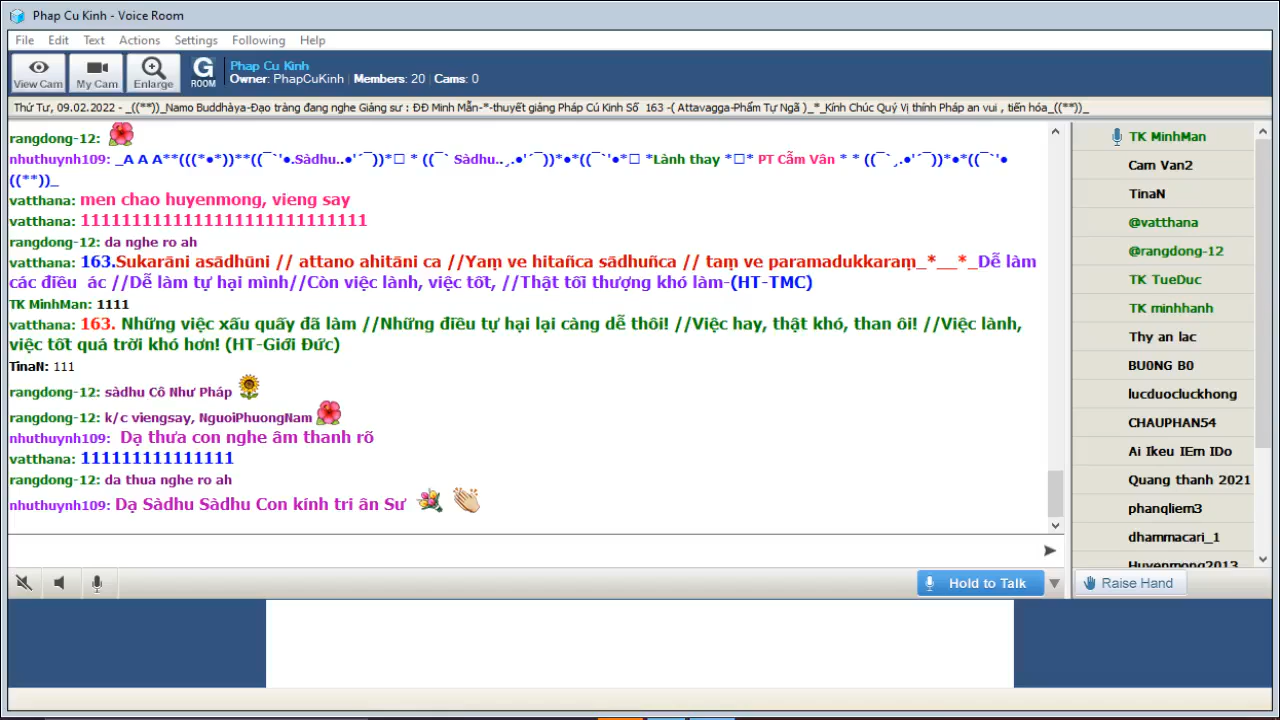 Phap Cu Kinh - Voice Room
File Edit Text Actions Settings Following Help
View Cam My Cam Enlarge G ROOM
Phap Cu Kinh
Owner: PhapCuKinh Members: 20 Cams: 0
Thứ Tư, 09.02.2022 - _((**))_Namo Buddhàya-Đạo tràng đang nghe Giảng sư : ĐĐ Minh Mẫn-*-thuyết giảng Pháp Cú Kinh Số 163 -( Attavagga-Phẩm Tự Ngã )_*_Kính Chúc Quý Vị thính Pháp an vui , tiến hóa_((**))_
rangdong-12:
nhuthuynh109: _A A A**(((*•*))**((¯`'•.Sàdhu..•'´¯))*□ * ((¯` Sàdhu..¸.•'´¯))*•*((¯`'•*□ *Lành thay *□* PT Cẩm Vân * * ((¯`¸.•'´¯))*•*((¯`'•
((**))_
vatthana: men chao huyenmong, vieng say
vatthana: 1111111111111111111111111111
rangdong-12: da nghe ro ah
vatthana: 163.Sukarāni asādhūni // attano ahitāni ca //Yaṃ ve hitañca sādhuñca // taṃ ve paramadukkaraṃ_*__*_Dễ làm
các điều ác //Dễ làm tự hại mình//Còn việc lành, việc tốt, //Thật tối thượng khó làm-(HT-TMC)
TK MinhMan: 1111
vatthana: 163. Những việc xấu quấy đã làm //Những điều tự hại lại càng dễ thôi! //Việc hay, thật khó, than ôi! //Việc lành,
việc tốt quá trời khó hơn! (HT-Giới Đức)
TinaN: 111
rangdong-12: sàdhu Cô Như Pháp
rangdong-12: k/c viengsay, NguoiPhuongNam
nhuthuynh109: Dạ thưa con nghe âm thanh rõ
vatthana: 111111111111111
rangdong-12: da thua nghe ro ah
nhuthuynh109: Dạ Sàdhu Sàdhu Con kính tri ân Sư
TK MinhMan
Cam Van2
TinaN
@vatthana
@rangdong-12
TK TueDuc
TK minhhanh
Thy an lac
BU0NG B0
lucduocluckhong
CHAUPHAN54
Ai Ikeu IEm IDo
Quang thanh 2021
phanqliem3
dhammacari_1
Huyenmong2013
Hold to Talk
Raise Hand